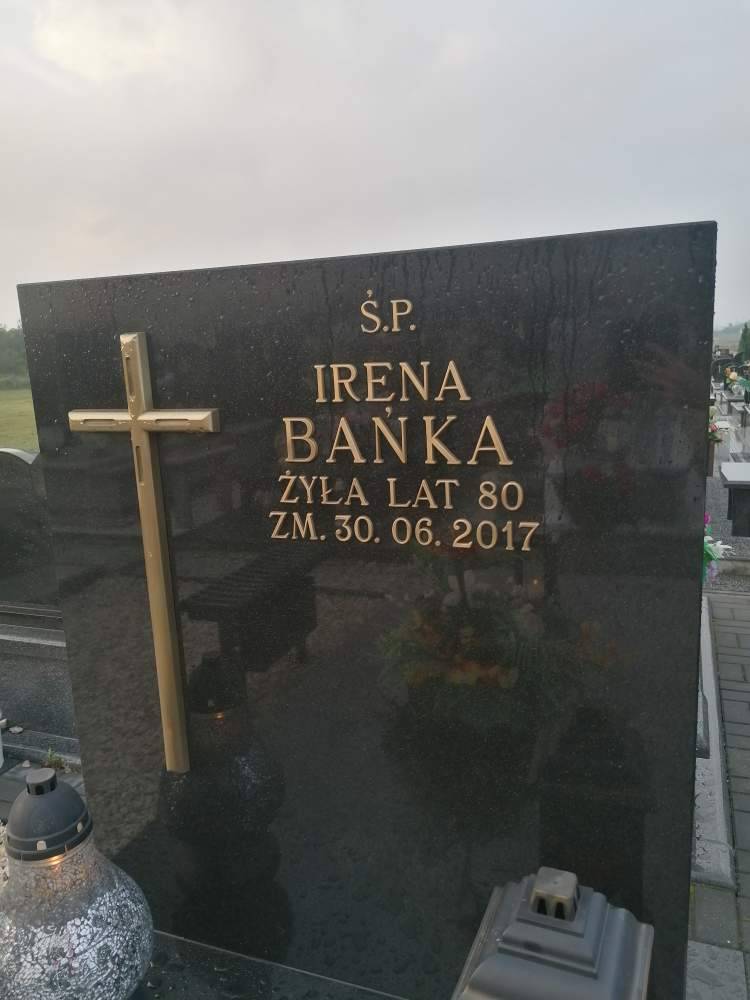 Ś.P.
IRENA
BAŃKA
ŻYŁA LAT 80
ZM. 30. 06. 2017